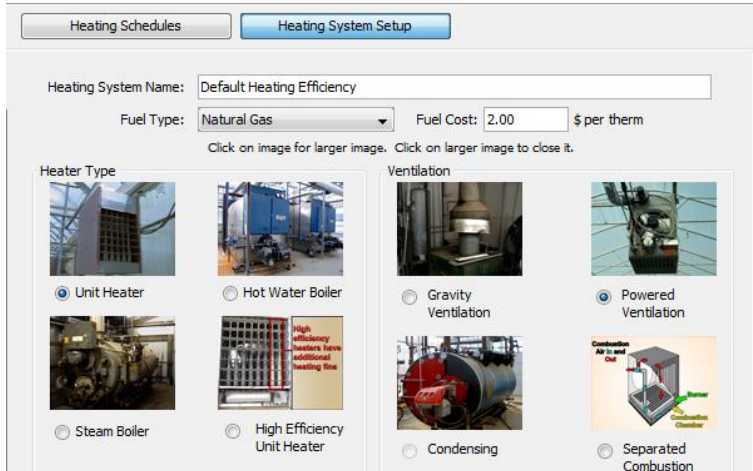 Heating Schedules
Heating System Setup
Heating System Name: Default Heating Efficiency
Fuel Type: Natural Gas Fuel Cost: 2.00 $ per therm
Click on image for larger image. Click on larger image to close it.
Heater Type
Unit Heater
Hot Water Boiler
High
efficiency
heaters have
additional
heating fins
Steam Boiler
High Efficiency
Unit Heater
Ventilation
Gravity
Ventilation
Powered
Ventilation
Combustion
Air In and
Out
Burner
Combustion
Chamber
Condensing
Separated
Combustion